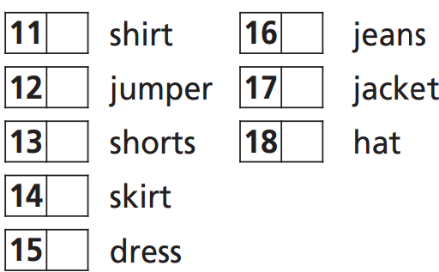 11 shirt 16 jeans
12 jumper 17 jacket
13 shorts 18 hat
14 skirt
15 dress